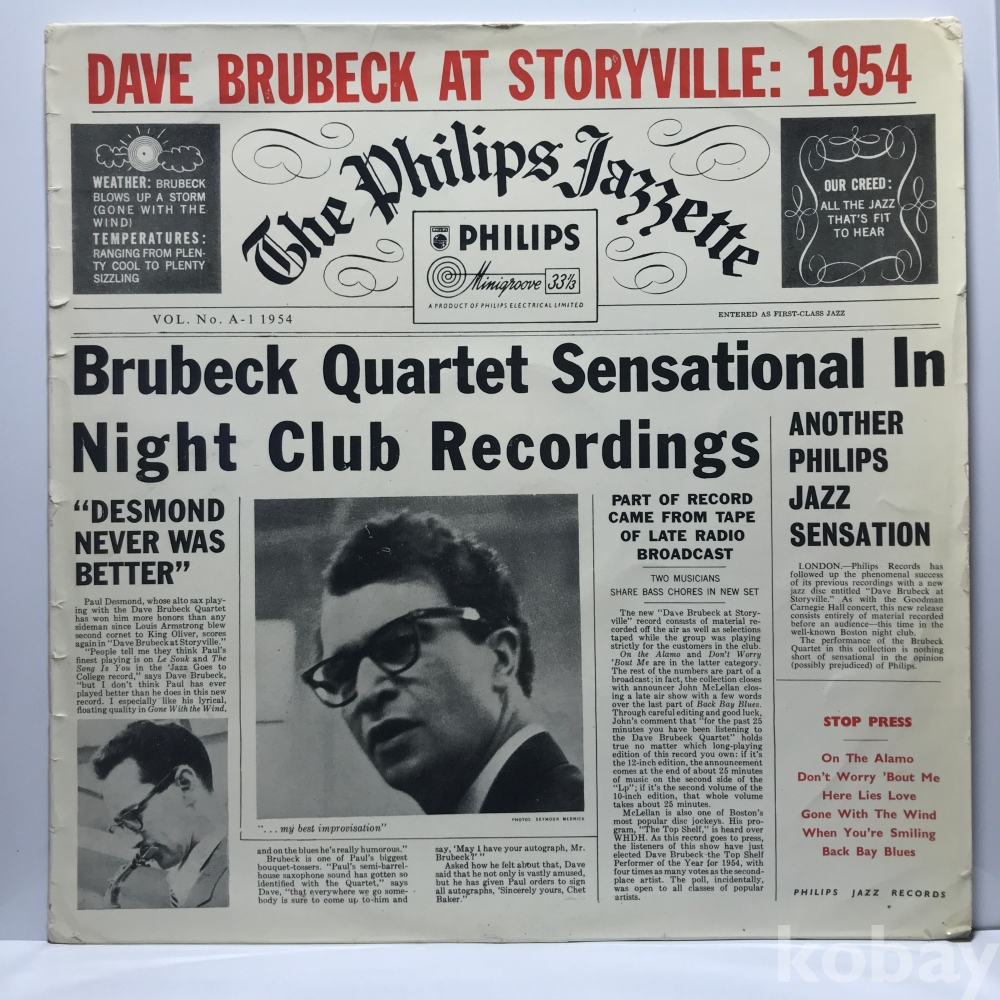 DAVE BRUBECK AT STORYVILLE: 1954
WEATHER: BRUBECK
BLOWS UP A STORM
(GONE WITH THE
WIND)
TEMPERATURES:
RANGING FROM PLEN-
TY COOL TO PLENTY
SIZZLING
The Philips Jazzette
PHILIPS
PHILIPS
Minigroove 33⅓
A PRODUCT OF PHILIPS ELECTRICAL LIMITED
OUR CREED:
ALL THE JAZZ
THAT'S FIT
TO HEAR
VOL. No. A-1 1954
ENTERED AS FIRST-CLASS JAZZ
Brubeck Quartet Sensational In
Night Club Recordings
"DESMOND
NEVER WAS
BETTER"
Paul Desmond, whose alto sax play-
ing with the Dave Brubeck Quartet
has won him more honors than any
sideman since Louis Armstrong blew
second cornet to King Oliver, scores
again in "Dave Brubeck at Storyville."
"People tell me they think Paul's
finest playing is on Le Souk and The
Song Is You in the 'Jazz Goes to
College record,'" says Dave Brubeck,
"but I don't think Paul has ever
played better than he does in this new
record. I especially like his lyrical,
floating quality in Gone With the Wind,
PHOTOS SEYMOUR MEDNICK
"... my best improvisation"
and on the blues he's really humorous."
Brubeck is one of Paul's biggest
bouquet-tossers. "Paul's semi-barrel-
house saxophone sound has gotten so
identified with the Quartet," says
Dave, "that everywhere we go some-
body is sure to come up to him and
say, 'May I have your autograph, Mr.
Brubeck?'"
Asked how he felt about that, Dave
said that he not only is vastly amused,
but he has given Paul orders to sign
all autographs, "Sincerely yours, Chet
Baker."
PART OF RECORD
CAME FROM TAPE
OF LATE RADIO
BROADCAST
TWO MUSICIANS
SHARE BASS CHORES IN NEW SET
The new "Dave Brubeck at Story-
ville" record consists of material re-
corded off the air as well as selections
taped while the group was playing
strictly for the customers in the club.
On the Alamo and Don't Worry
'Bout Me are in the latter category.
The rest of the numbers are part of a
broadcast; in fact, the collection closes
with announcer John McLellan clos-
ing a late air show with a few words
over the last part of Back Bay Blues.
Through careful editing and good luck,
John's comment that "for the past 25
minutes you have been listening to
the Dave Brubeck Quartet" holds
true no matter which long-playing
edition of this record you own: if it's
the 12-inch edition, the announcement
comes at the end of about 25 minutes
of music on the second side of the
"Lp"; if it's the second volume of the
10-inch edition, that whole volume
takes about 25 minutes.
McLellan is also one of Boston's
most popular disc jockeys. His pro-
gram, "The Top Shelf," is heard over
WHDH. As this record goes to press,
the listeners of this show have just
elected Dave Brubeck the Top Shelf
Performer of the Year for 1954, with
four times as many votes as the second-
place artist. The poll, incidentally,
was open to all classes of popular
artists.
ANOTHER
PHILIPS
JAZZ
SENSATION
LONDON.—Philips Records has
followed up the phenomenal success
of its previous recordings with a new
jazz disc entitled "Dave Brubeck at
Storyville." As with the Goodman
Carnegie Hall concert, this new release
consists entirely of material recorded
before an audience—this time in the
well-known Boston night club.
The performance of the Brubeck
Quartet in this collection is nothing
short of sensational in the opinion
(possibly prejudiced) of Philips.
STOP PRESS
On The Alamo
Don't Worry 'Bout Me
Here Lies Love
Gone With The Wind
When You're Smiling
Back Bay Blues
PHILIPS JAZZ RECORDS
kobay